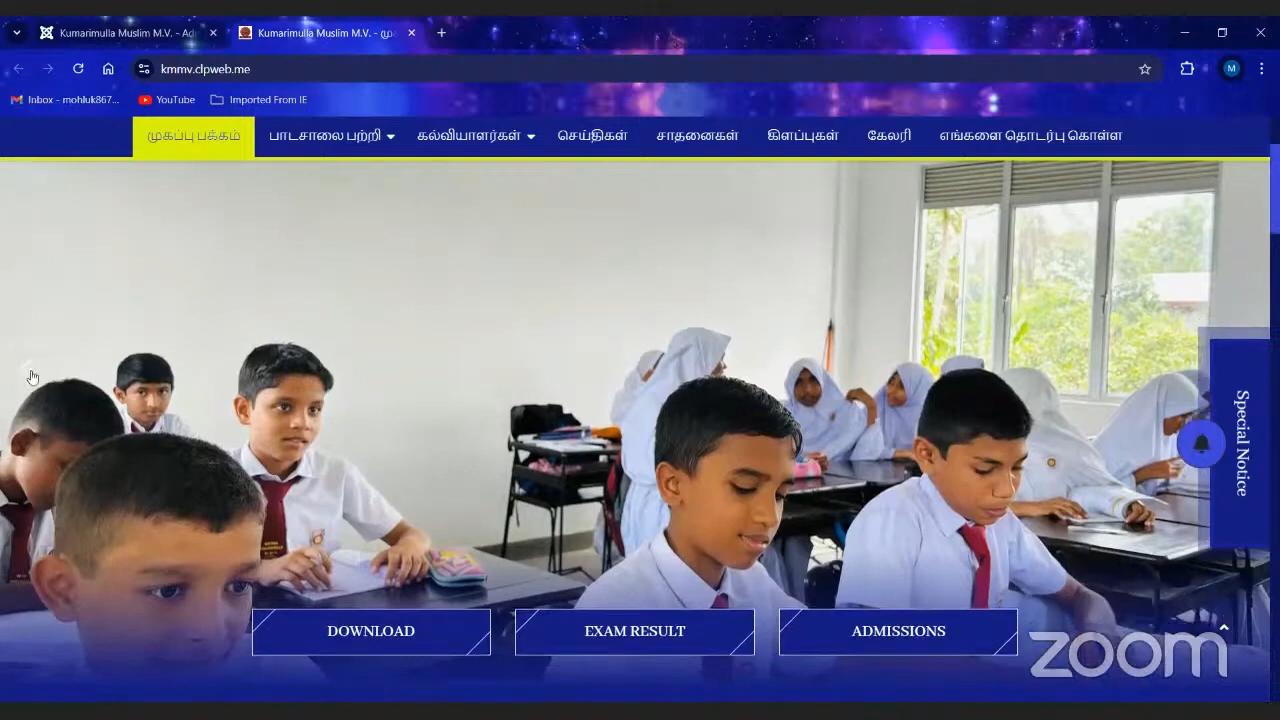 Kumarimulla Muslim M.V. - Ad
Kumarimulla Muslim M.V. - மு
kmmv.clpweb.me
M
Inbox - mohluk867...
YouTube
Imported From IE
முகப்பு பக்கம்
பாடசாலை பற்றி
கல்வியாளர்கள்
செய்திகள்
சாதனைகள்
கிளப்புகள்
கேலரி
எங்களை தொடர்பு கொள்ள
Special Notice
DOWNLOAD
EXAM RESULT
ADMISSIONS
zoom